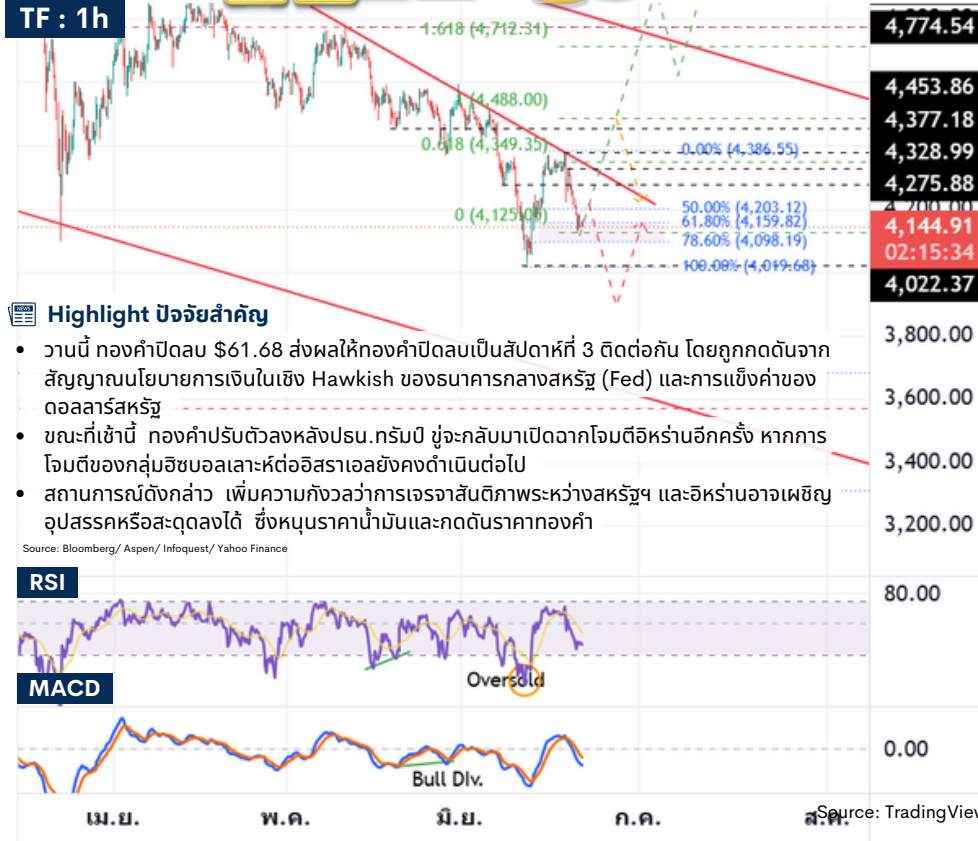 TF : 1h
4,774.54
1.618 (4,712.31)
4,453.86
(4,488.00)
4,377.18
0.618 (4,349.35)
0.00% (4,386.55)
4,328.99
4,275.88
4,200.00
50.00% (4,203.12)
0 (4,125.05)
61.80% (4,159.82)
4,144.91
78.60% (4,098.19)
02:15:34
100.00% (4,019.68)
4,022.37
Highlight ปัจจัยสำคัญ
3,800.00
• วานนี้ ทองคำปิดลบ $61.68 ส่งผลให้ทองคำปิดลบเป็นสัปดาห์ที่ 3 ติดต่อกัน โดยถูกกดดันจาก
สัญญาณนโยบายการเงินในเชิง Hawkish ของธนาคารกลางสหรัฐ (Fed) และการแข็งค่าของ
ดอลลาร์สหรัฐ
3,600.00
• ขณะที่เช้านี้ ทองคำปรับตัวลงหลังปธน.ทรัมป์ ขู่จะกลับมาเปิดฉากโจมตีอิหร่านอีกครั้ง หากการ
โจมตีของกลุ่มฮิซบอลเลาะห์ต่ออิสราเอลยังคงดำเนินต่อไป
3,400.00
• สถานการณ์ดังกล่าว เพิ่มความกังวลว่าการเจรจาสันติภาพระหว่างสหรัฐฯ และอิหร่านอาจเผชิญ
อุปสรรคหรือสะดุดลงได้ ซึ่งหนุนราคาน้ำมันและกดดันราคาทองคำ
3,200.00
Source: Bloomberg/ Aspen/ Infoquest/ Yahoo Finance
RSI
80.00
Oversold
MACD
0.00
Bull DIv.
เม.ย. พ.ค. มิ.ย. ก.ค. ส.ค.
Source: TradingView